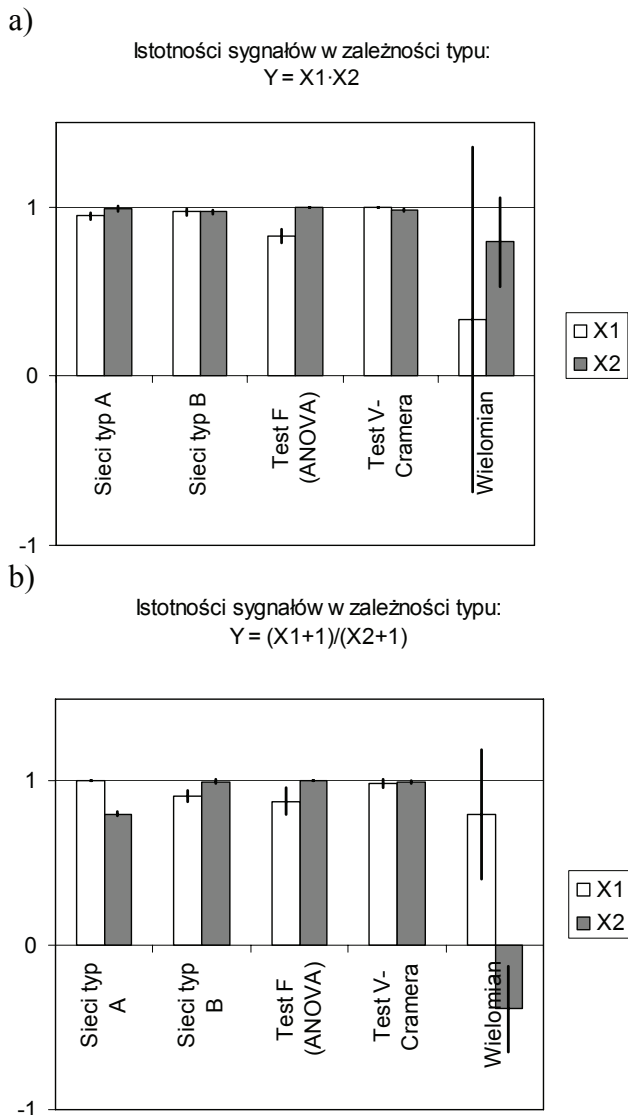 a)
Istotności sygnałów w zależności typu:
Y = X1·X2
1
0
-1
Sieci typ A
Sieci typ B
Test F
(ANOVA)
Test V-
Cramera
Wielomian
X1
X2
b)
Istotności sygnałów w zależności typu:
Y = (X1+1)/(X2+1)
1
0
-1
Sieci typ
A
Sieci typ
B
Test F
(ANOVA)
Test V-
Cramera
Wielomian
X1
X2